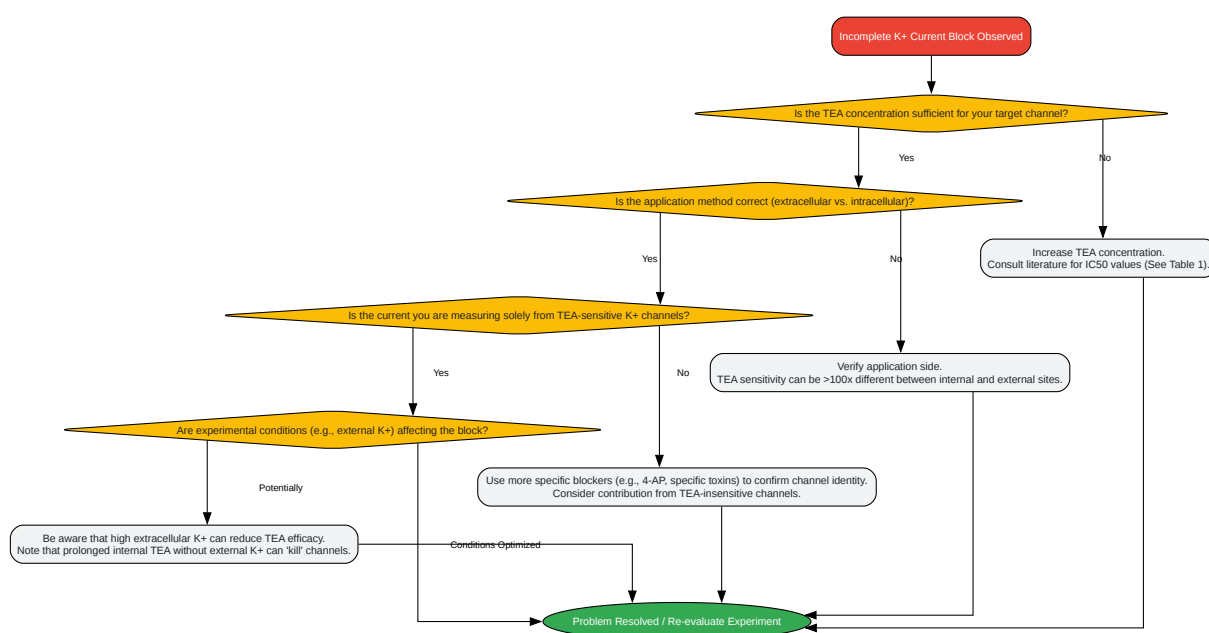 Incomplete K+ Current Block Observed
Is the TEA concentration sufficient for your target channel?
Yes
No
Is the application method correct (extracellular vs. intracellular)?
Increase TEA concentration.
Consult literature for IC50 values (See Table 1).
Yes
No
Is the current you are measuring solely from TEA-sensitive K+ channels?
Verify application side.
TEA sensitivity can be >100x different between internal and external sites.
Yes
No
Are experimental conditions (e.g., external K+) affecting the block?
Use more specific blockers (e.g., 4-AP, specific toxins) to confirm channel identity.
Consider contribution from TEA-insensitive channels.
Potentially
Be aware that high extracellular K+ can reduce TEA efficacy.
Note that prolonged internal TEA without external K+ can 'kill' channels.
Conditions Optimized
Problem Resolved / Re-evaluate Experiment